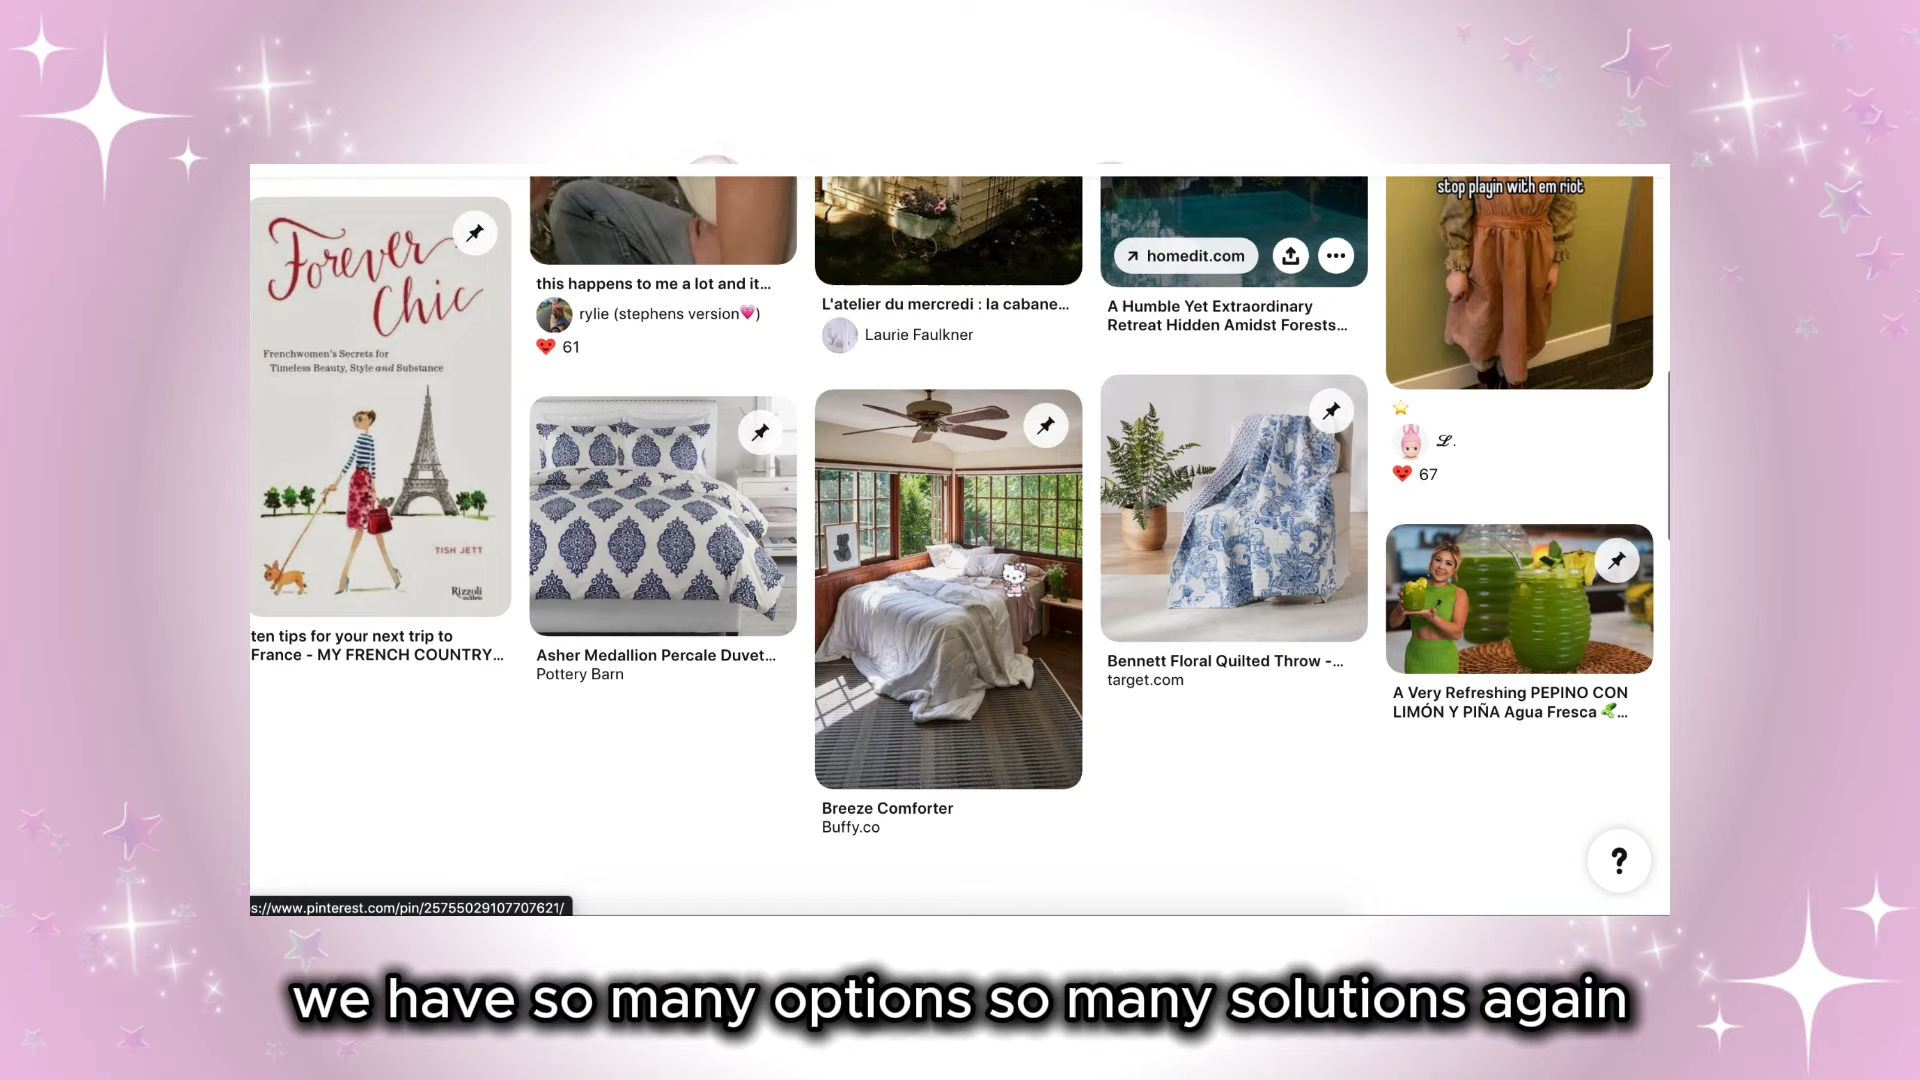 Forever
Chic
Frenchwomen's Secrets for
Timeless Beauty, Style and Substance
TISH JETT
Rizzoli
ten tips for your next trip to
France - MY FRENCH COUNTRY...
this happens to me a lot and it...
rylie (stephens version💗)
61
Asher Medallion Percale Duvet...
Pottery Barn
L'atelier du mercredi : la cabane...
Laurie Faulkner
Breeze Comforter
Buffy.co
homedit.com
A Humble Yet Extraordinary
Retreat Hidden Amidst Forests...
Bennett Floral Quilted Throw -...
target.com
stop playin with em riot
⭐
ℒ.
67
A Very Refreshing PEPINO CON
LIMÓN Y PIÑA Agua Fresca 🥒...
?
s://www.pinterest.com/pin/25755029107707621/
we have so many options so many solutions again